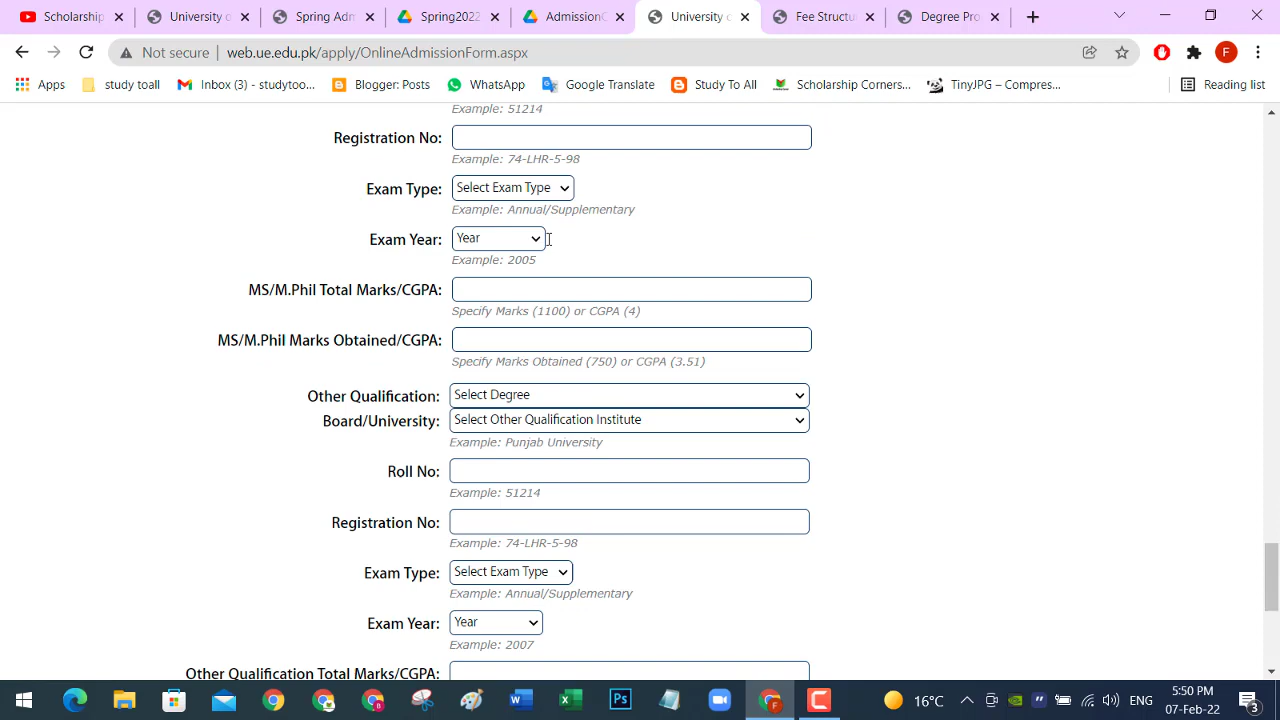 Scholarship
University o
Spring Adm
Spring2022
AdmissionC
University o
Fee Structu
Degree Pro
Not secure
web.ue.edu.pk/apply/OnlineAdmissionForm.aspx
F
Apps
study toall
Inbox (3) - studytoo...
Blogger: Posts
WhatsApp
Google Translate
Study To All
Scholarship Corners...
TinyJPG – Compres...
Reading list
Example: 51214
Registration No:
Example: 74-LHR-5-98
Exam Type: Select Exam Type
Example: Annual/Supplementary
Exam Year: Year
Example: 2005
MS/M.Phil Total Marks/CGPA:
Specify Marks (1100) or CGPA (4)
MS/M.Phil Marks Obtained/CGPA:
Specify Marks Obtained (750) or CGPA (3.51)
Other Qualification: Select Degree
Board/University: Select Other Qualification Institute
Example: Punjab University
Roll No:
Example: 51214
Registration No:
Example: 74-LHR-5-98
Exam Type: Select Exam Type
Example: Annual/Supplementary
Exam Year: Year
Example: 2007
Other Qualification Total Marks/CGPA:
16°C
ENG
5:50 PM
07-Feb-22
3